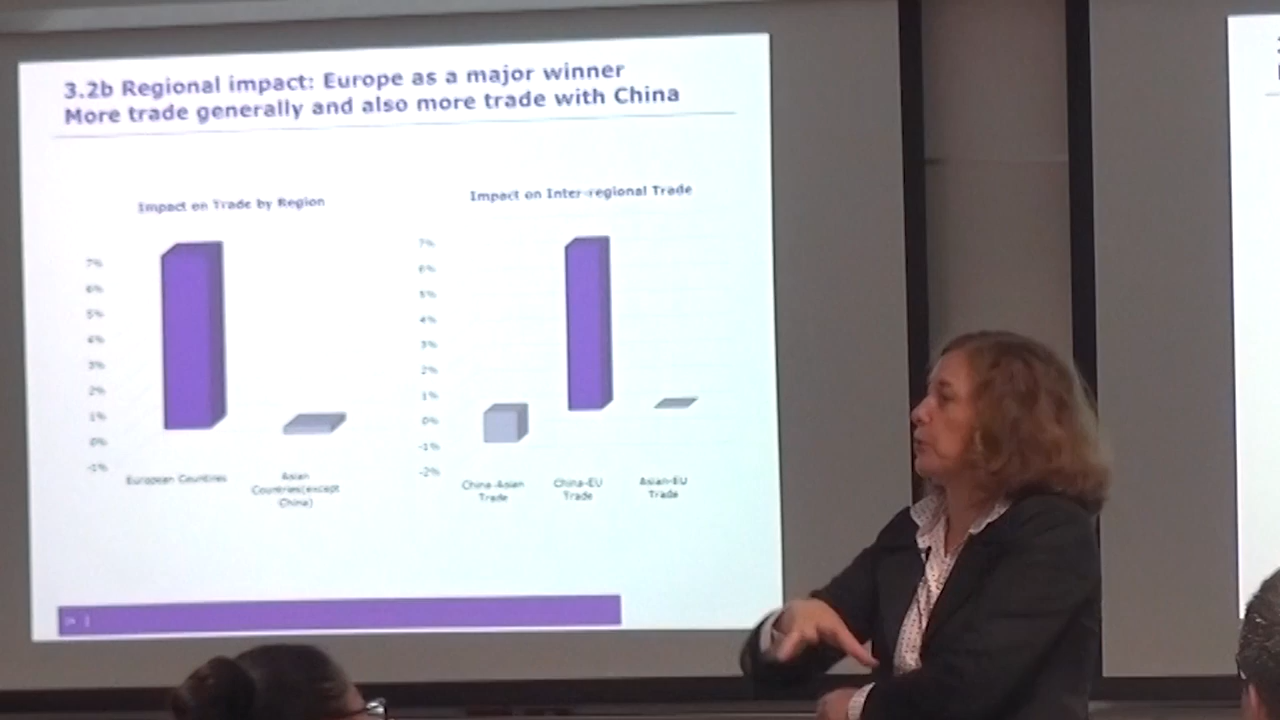 3.2b Regional impact: Europe as a major winner
More trade generally and also more trade with China
Impact on Trade by Region
7%
6%
5%
4%
3%
2%
1%
0%
-1%
European Countries
Asian
Countries(except
China)
Impact on Inter-regional Trade
7%
6%
5%
4%
3%
2%
1%
0%
-1%
-2%
China-Asian
Trade
China-EU
Trade
Asian-EU
Trade